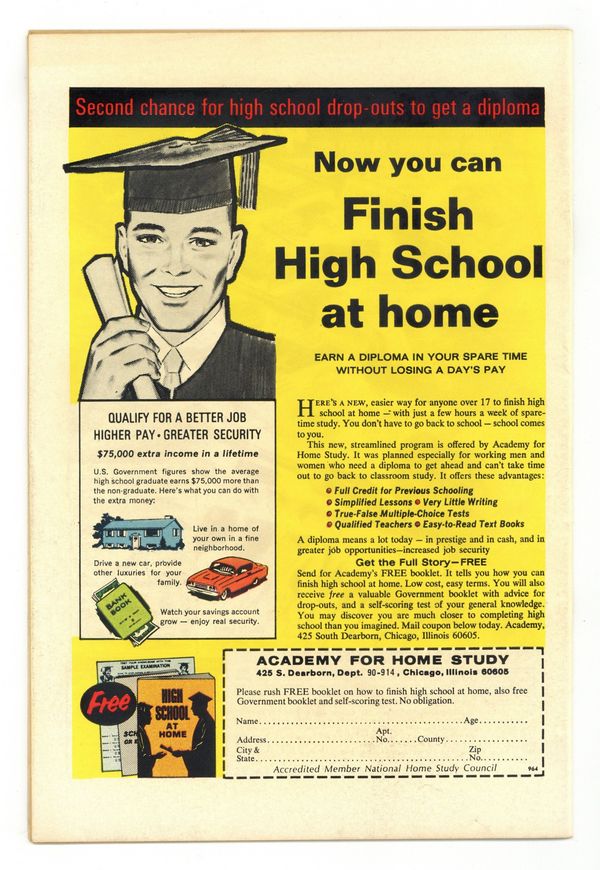 Second chance for high school drop-outs to get a diploma
Now you can
Finish
High School
at home
EARN A DIPLOMA IN YOUR SPARE TIME
WITHOUT LOSING A DAY'S PAY
QUALIFY FOR A BETTER JOB
HIGHER PAY • GREATER SECURITY
$75,000 extra income in a lifetime
U.S. Government figures show the average
high school graduate earns $75,000 more than
the non-graduate. Here's what you can do with
the extra money:
Live in a home of
your own in a fine
neighborhood.
Drive a new car, provide
other luxuries for your
family.
BANK
BOOK
Watch your savings account
grow — enjoy real security.
HERE'S A NEW, easier way for anyone over 17 to finish high
school at home — with just a few hours a week of spare-
time study. You don't have to go back to school — school comes
to you.
This new, streamlined program is offered by Academy for
Home Study. It was planned especially for working men and
women who need a diploma to get ahead and can't take time
out to go back to classroom study. It offers these advantages:
• Full Credit for Previous Schooling
• Simplified Lessons • Very Little Writing
• True-False Multiple-Choice Tests
• Qualified Teachers • Easy-to-Read Text Books
A diploma means a lot today — in prestige and in cash, and in
greater job opportunities—increased job security
Get the Full Story—FREE
Send for Academy's FREE booklet. It tells you how you can
finish high school at home. Low cost, easy terms. You will also
receive free a valuable Government booklet with advice for
drop-outs, and a self-scoring test of your general knowledge.
You may discover you are much closer to completing high
school than you imagined. Mail coupon below today. Academy,
425 South Dearborn, Chicago, Illinois 60605.
Free
SAMPLE EXAMINATION
SCH
OR
HIGH
SCHOOL
AT
HOME
ACADEMY FOR HOME STUDY
425 S. Dearborn, Dept. 90-914, Chicago, Illinois 60605
Please rush FREE booklet on how to finish high school at home, also free
Government booklet and self-scoring test. No obligation.
Name Age
Apt.
Address No. County
City & Zip
State No.
Accredited Member National Home Study Council 964